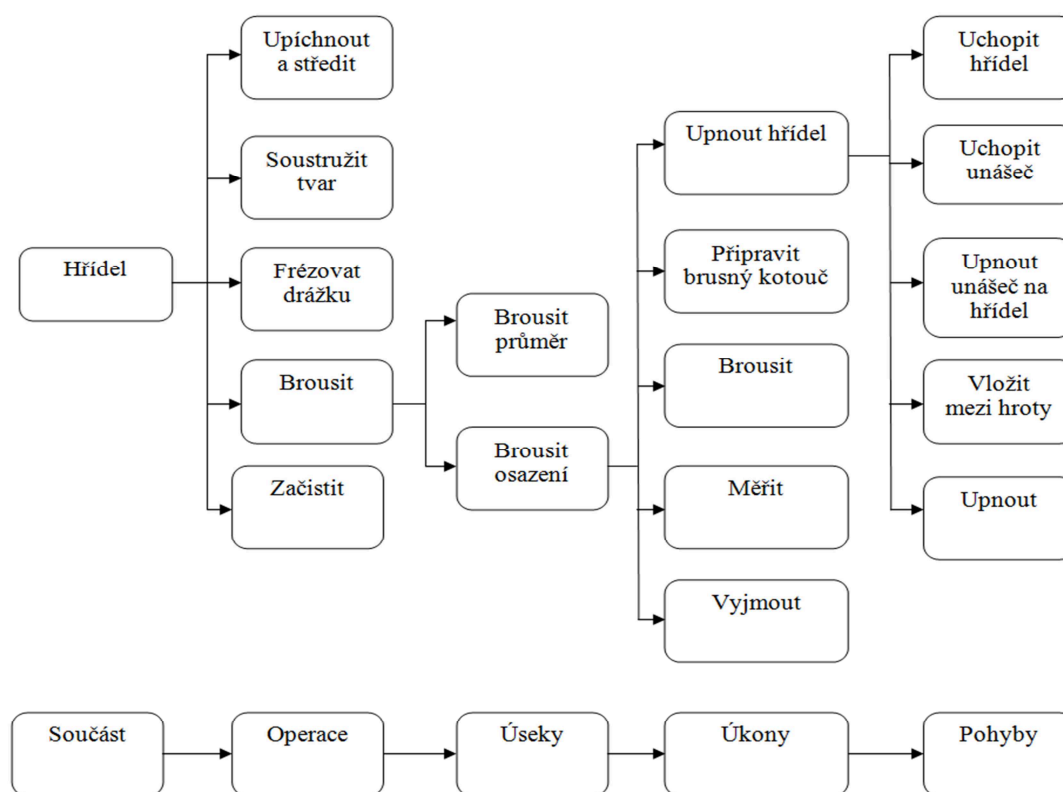 Hřídel
Upíchnout
a středit
Soustružit
tvar
Frézovat
drážku
Brousit
Začistit
Brousit
průměr
Brousit
osazení
Upnout hřídel
Připravit
brusný kotouč
Brousit
Měřit
Vyjmout
Uchopit
hřídel
Uchopit
unášeč
Upnout
unášeč na
hřídel
Vložit
mezi hroty
Upnout
Součást
Operace
Úseky
Úkony
Pohyby